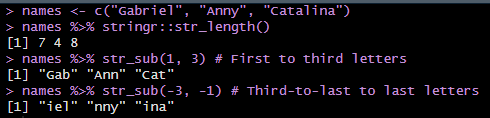 > names <- c("Gabriel", "Anny", "Catalina")
> names %>% stringr::str_length()
[1] 7 4 8
> names %>% str_sub(1, 3) # First to third letters
[1] "Gab" "Ann" "Cat"
> names %>% str_sub(-3, -1) # Third-to-last to last letters
[1] "iel" "nny" "ina"